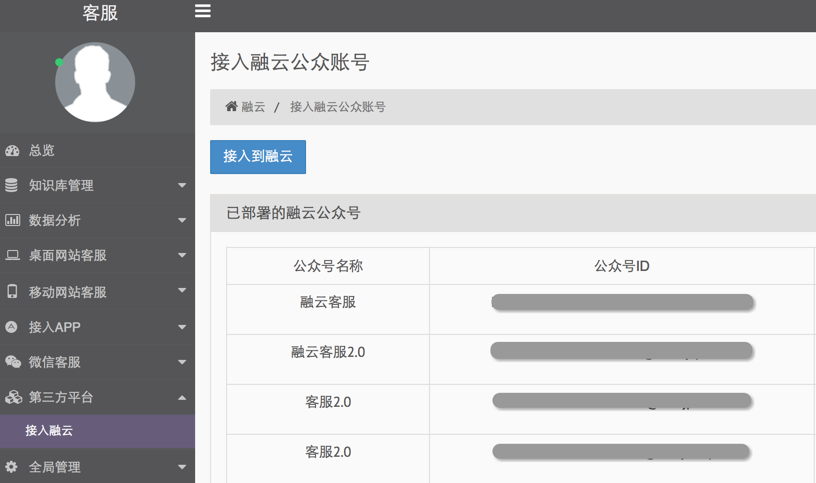 客服
总览
知识库管理
数据分析
桌面网站客服
移动网站客服
接入APP
微信客服
第三方平台
接入融云
全局管理
接入融云公众账号
融云 / 接入融云公众账号
接入到融云
已部署的融云公众号
公众号名称 公众号ID
融云客服
融云客服2.0
客服2.0
客服2.0